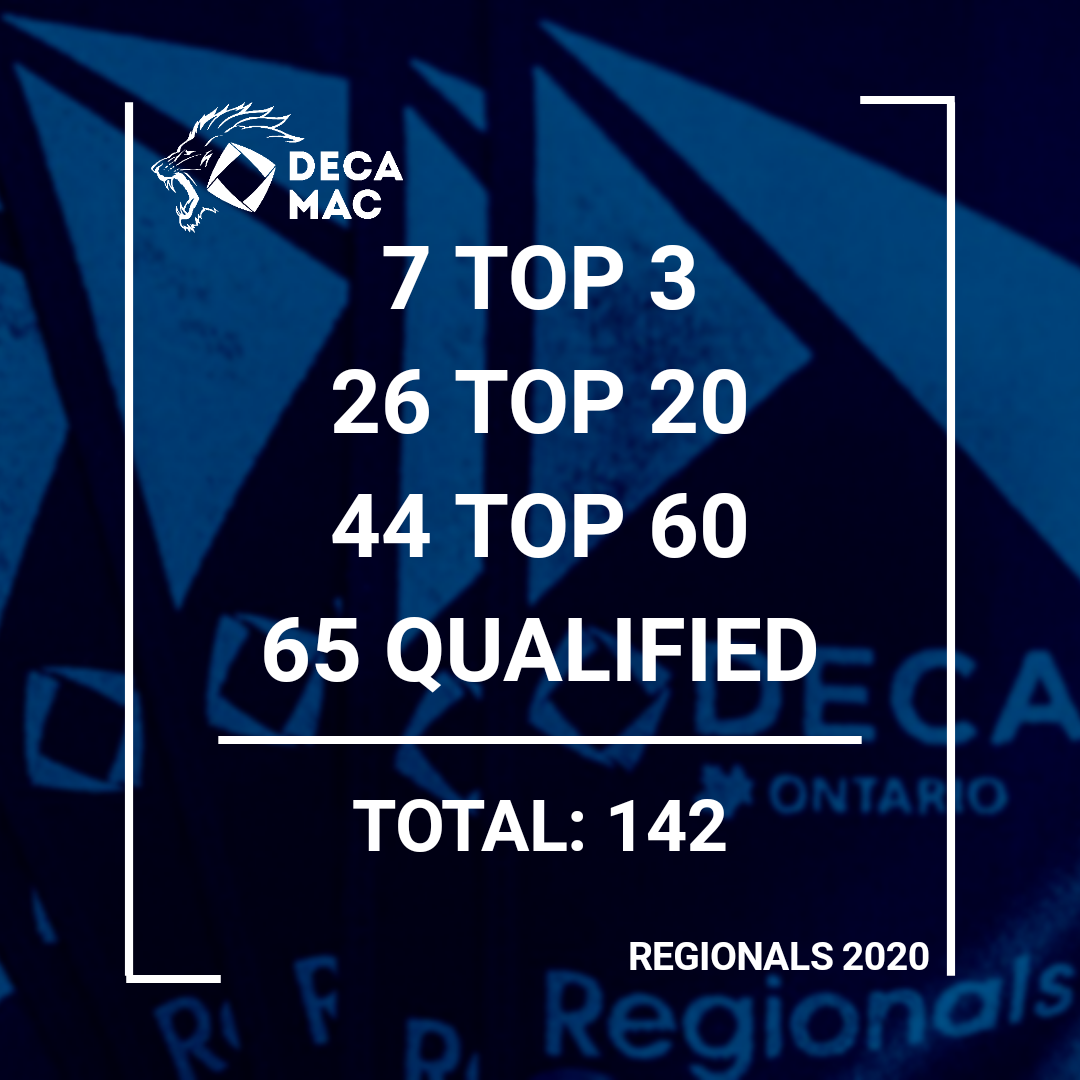 DECA
MAC
7 TOP 3
26 TOP 20
44 TOP 60
65 QUALIFIED
DECA
ONTARIO
TOTAL: 142
REGIONALS 2020
Regionals